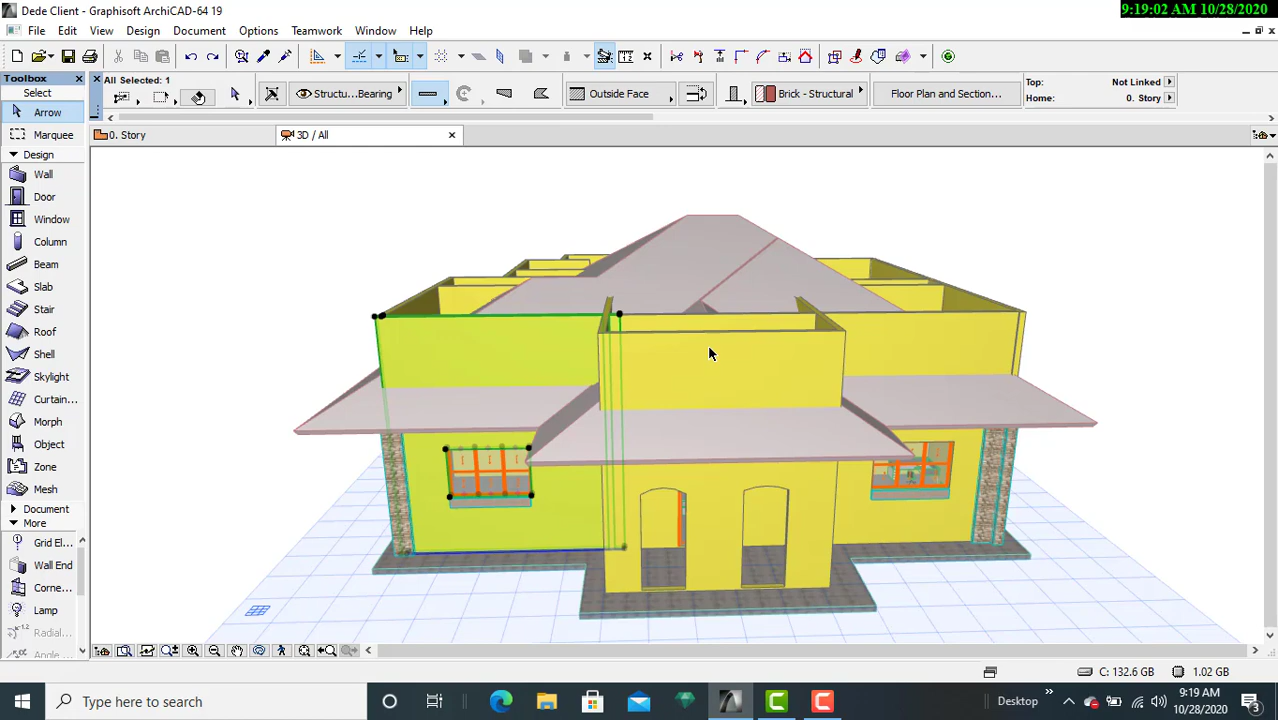 Dede Client - Graphisoft ArchiCAD-64 19
9:19:02 AM 10/28/2020
File Edit View Design Document Options Teamwork Window Help
Toolbox
Select
Arrow
Marquee
Design
Wall
Door
Window
Column
Beam
Slab
Stair
Roof
Shell
Skylight
Curtain...
Morph
Object
Zone
Mesh
Document
More
Grid El...
Wall End
Corne...
Lamp
Radial...
Angle
All Selected: 1
Structu...Bearing
Outside Face
Brick - Structural
Floor Plan and Section...
Top: Not Linked
Home: 0. Story
0. Story
3D / All
C: 132.6 GB
1.02 GB
Type here to search
Desktop
9:19 AM
10/28/2020
3